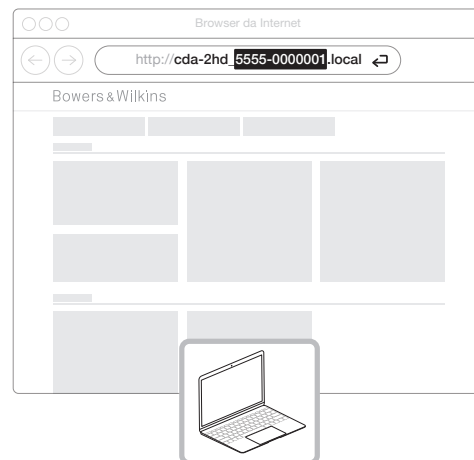 Browser da Internet
http://cda-2hd_5555-0000001.local
Bowers & Wilkins